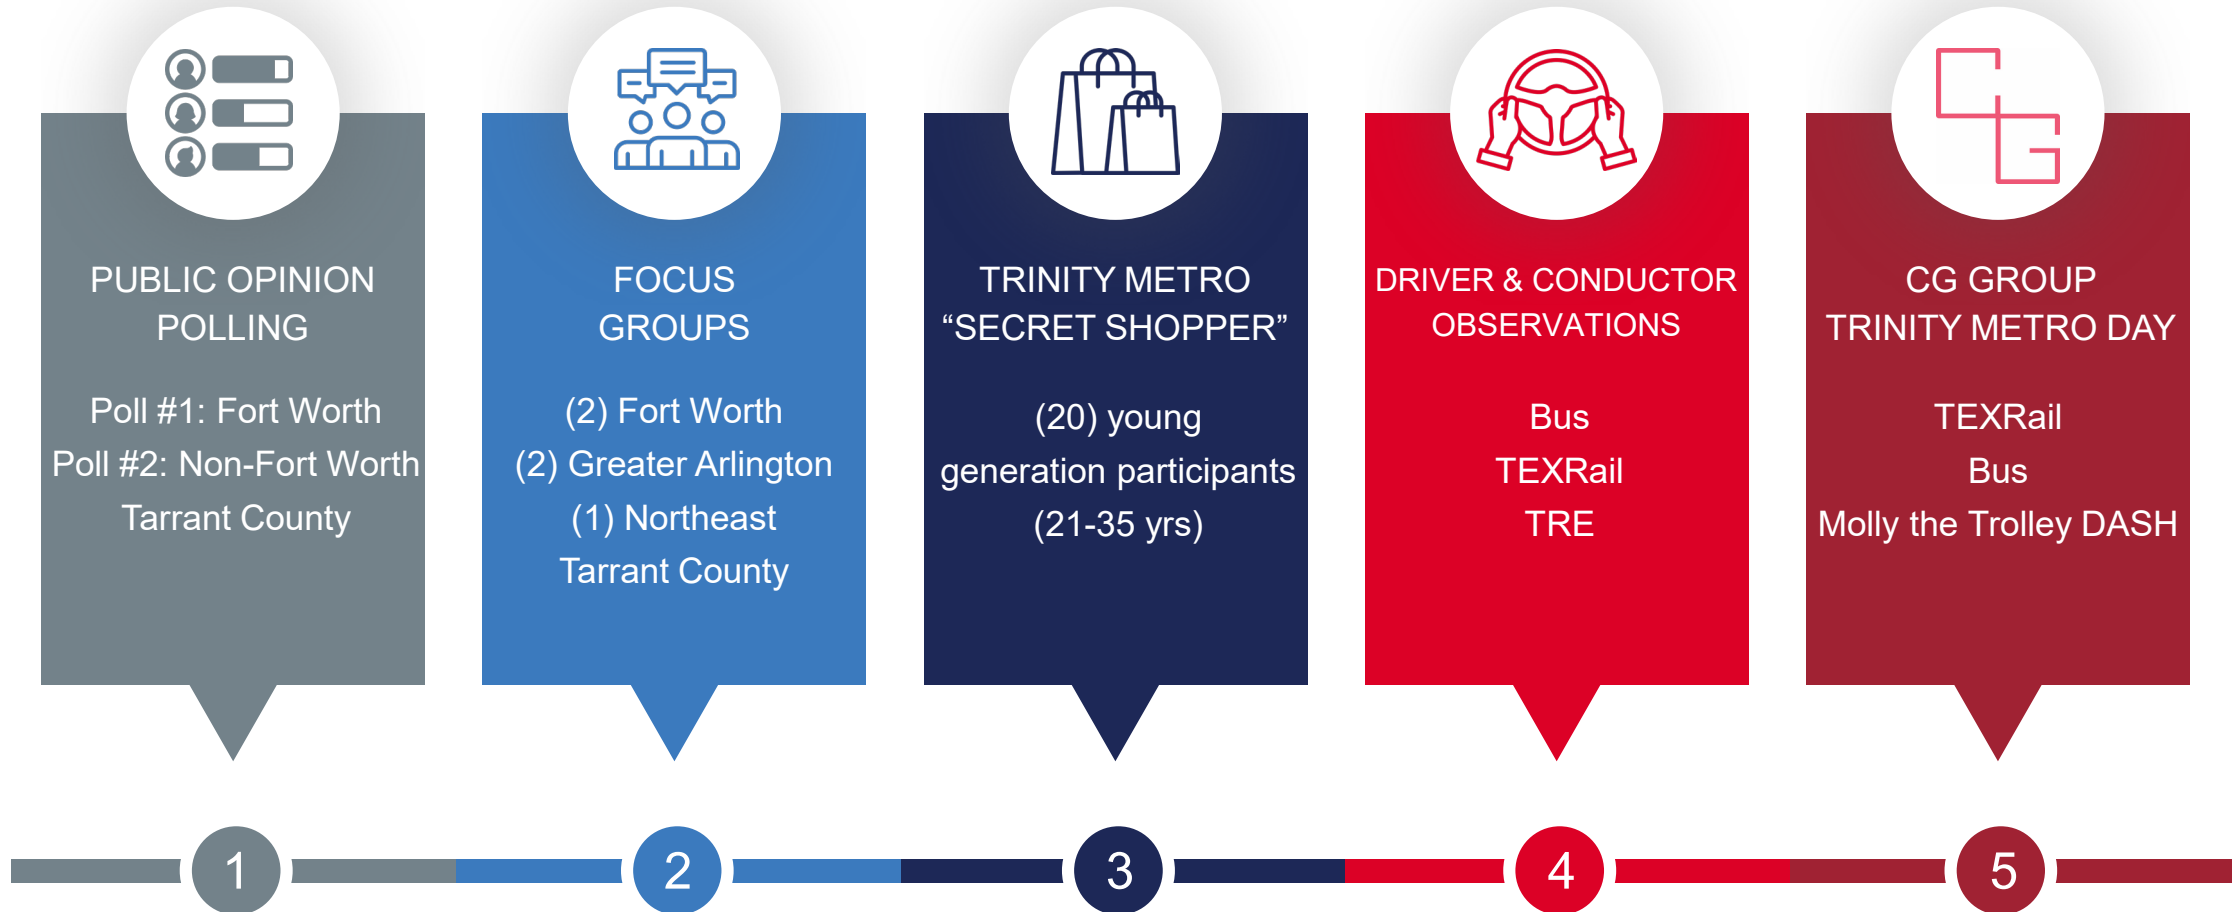 PUBLIC OPINION
POLLING
Poll #1: Fort Worth
Poll #2: Non-Fort Worth
Tarrant County
FOCUS
GROUPS
(2) Fort Worth
(2) Greater Arlington
(1) Northeast
Tarrant County
TRINITY METRO
“SECRET SHOPPER”
(20) young
generation participants
(21-35 yrs)
DRIVER & CONDUCTOR
OBSERVATIONS
Bus
TEXRail
TRE
CG
CG GROUP
TRINITY METRO DAY
TEXRail
Bus
Molly the Trolley DASH
1
2
3
4
5